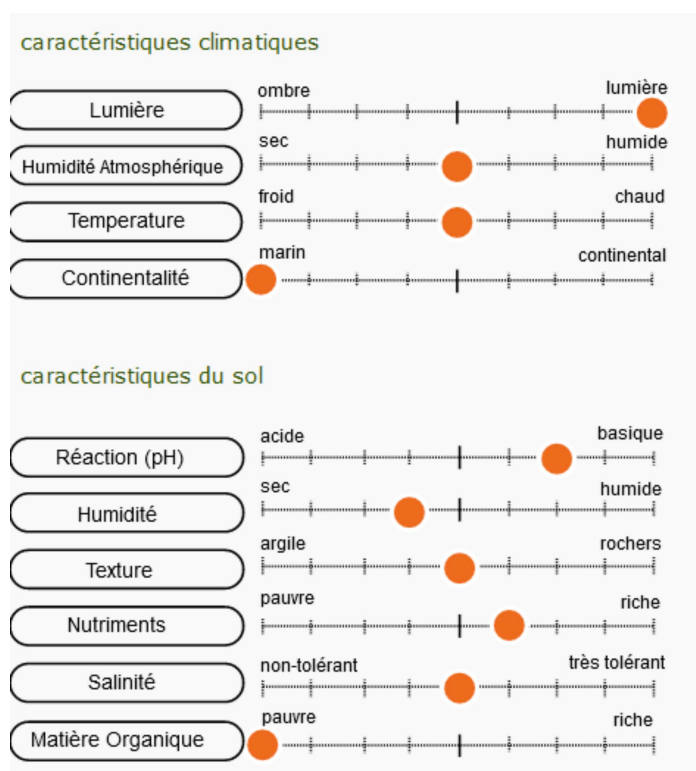 caractéristiques climatiques
ombre lumière
Lumière
sec humide
Humidité Atmosphérique
froid chaud
Temperature
marin continental
Continentalité
caractéristiques du sol
acide basique
Réaction (pH)
sec humide
Humidité
argile rochers
Texture
pauvre riche
Nutriments
non-tolérant très tolérant
Salinité
pauvre riche
Matière Organique